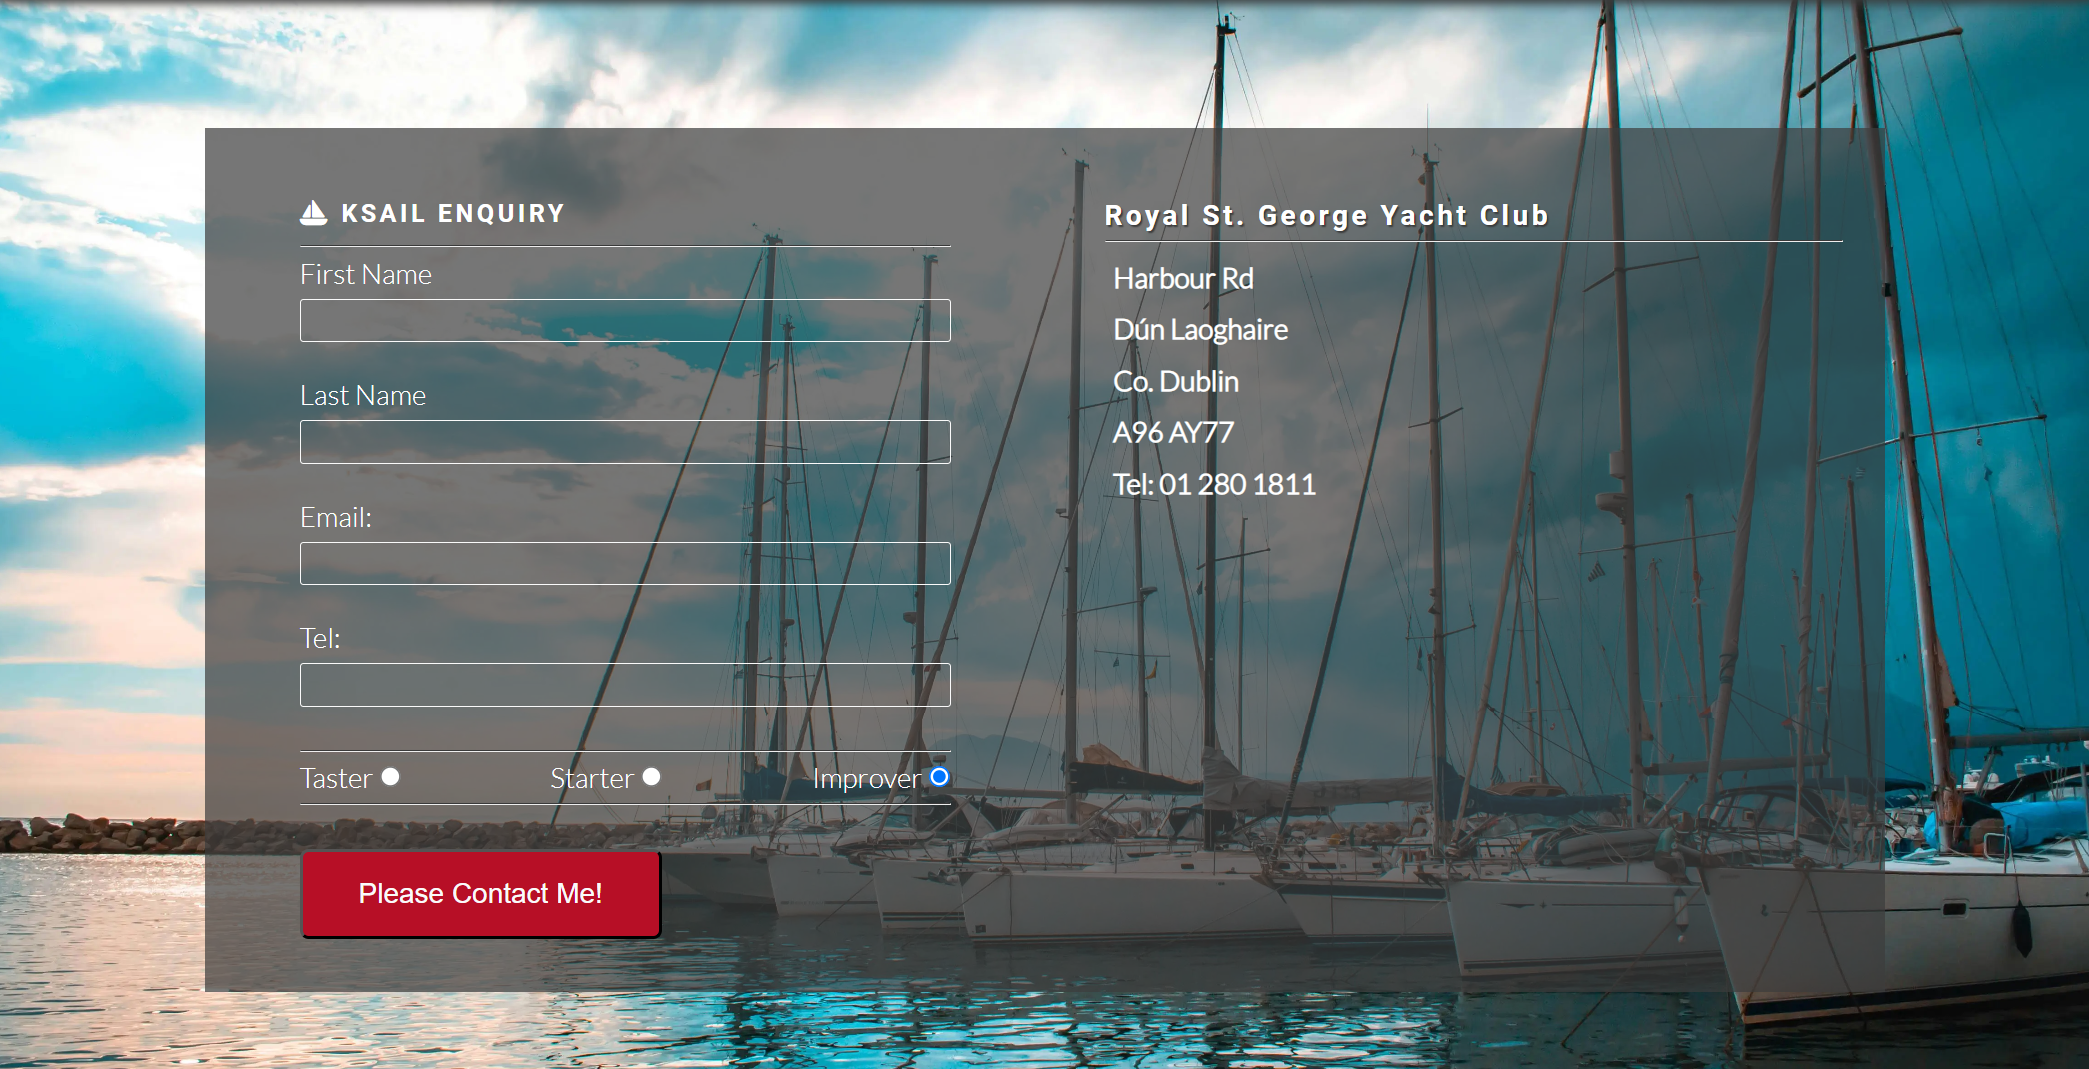 KSAIL ENQUIRY
First Name
Last Name
Email:
Tel:
Taster Starter Improver
Please Contact Me!
Royal St. George Yacht Club
Harbour Rd
Dún Laoghaire
Co. Dublin
A96 AY77
Tel: 01 280 1811